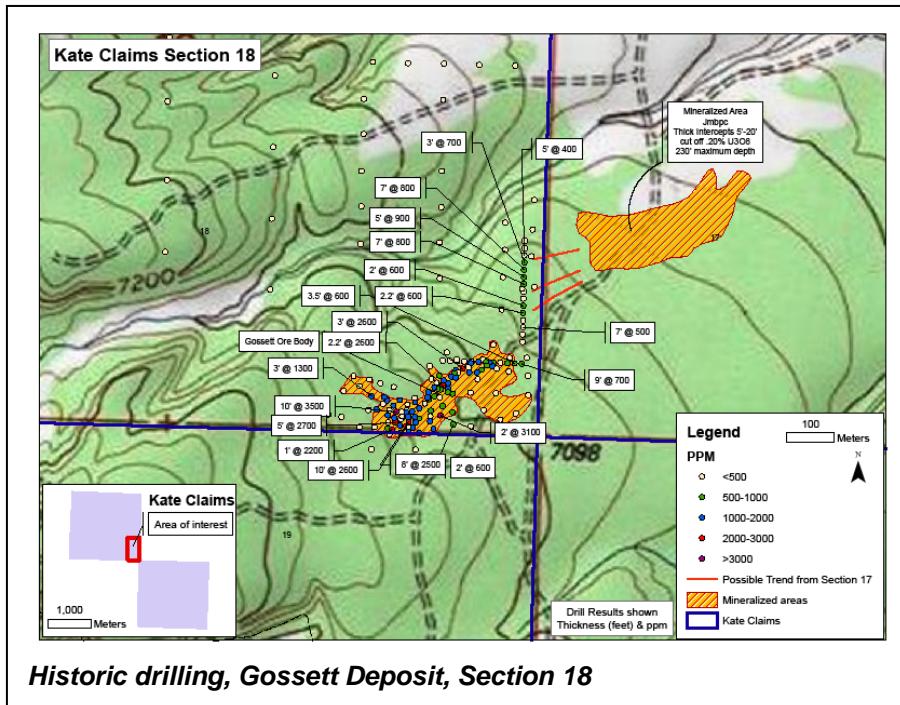 Kate Claims Section 18
Mineralized Area
Jmbpc
Thick intercepts 5'-20'
cut off .20% U3O6
230' maximum depth
3' @ 700
5' @ 400
7' @ 800
5' @ 900
7' @ 800
2' @ 600
3.5' @ 600
2.2' @ 600
3' @ 2600
Gossett Ore Body
2.2' @ 2600
3' @ 1300
7' @ 500
9' @ 700
10' @ 3500
5' @ 2700
1' @ 2200
10' @ 2600
8' @ 2500
2' @ 600
2' @ 3100
18
17
19
7200
7098
Kate Claims
Area of interest
1,000
Meters
Drill Results shown
Thickness (feet) & ppm
Legend
100
Meters
N
PPM
<500
500-1000
1000-2000
2000-3000
>3000
Possible Trend from Section 17
Mineralized areas
Kate Claims
Historic drilling, Gossett Deposit, Section 18